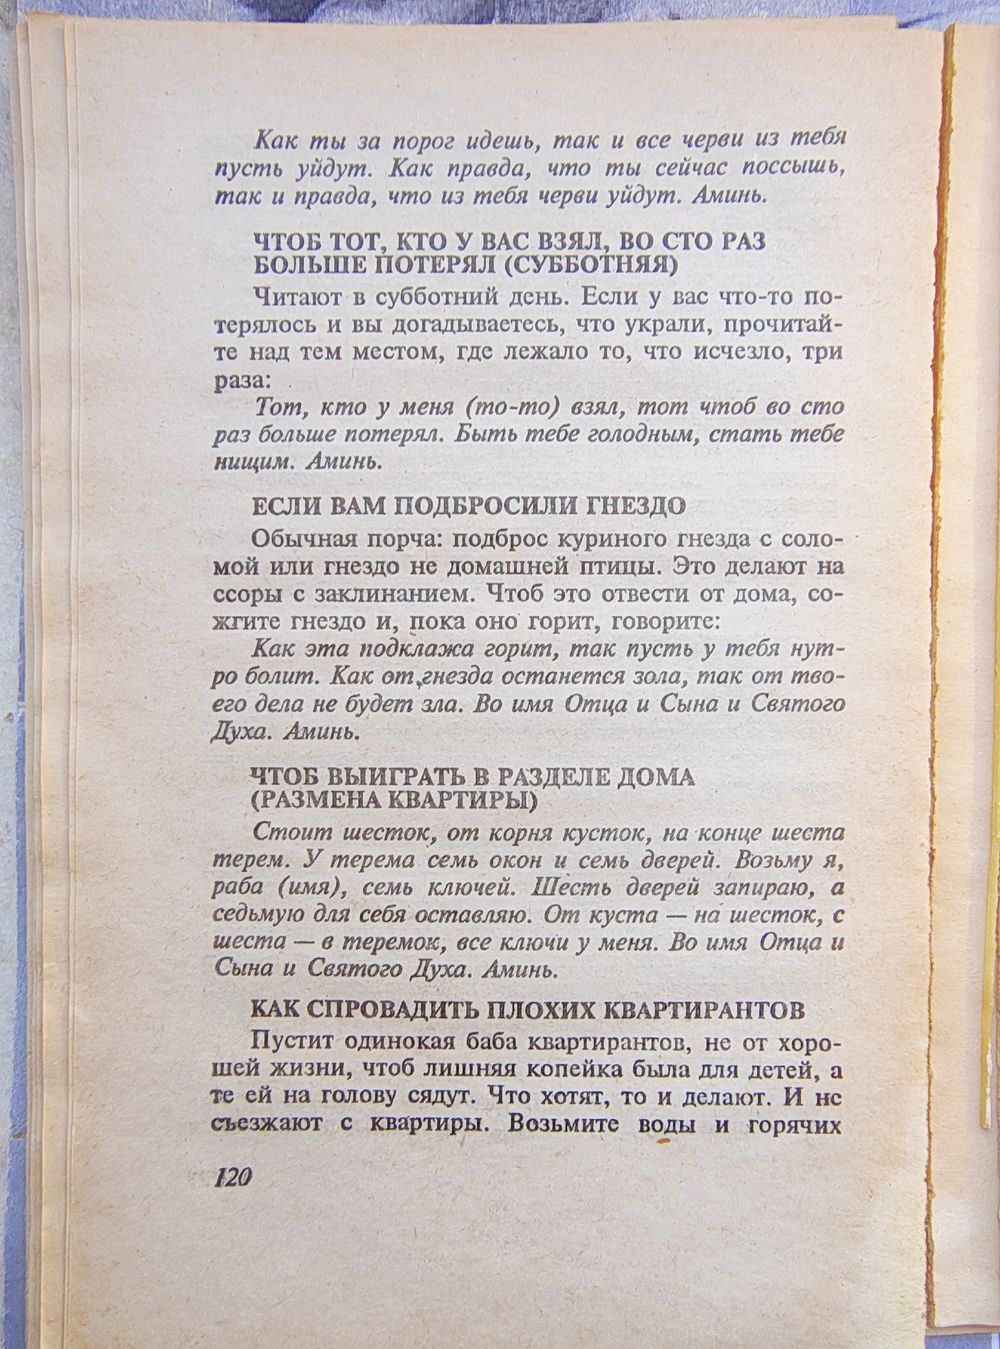 Как ты за порог идешь, так и все черви из тебя
пусть уйдут. Как правда, что ты сейчас поссышь,
так и правда, что из тебя черви уйдут. Аминь.
ЧТОБ ТОТ, КТО У ВАС ВЗЯЛ, ВО СТО РАЗ
БОЛЬШЕ ПОТЕРЯЛ (СУББОТНЯЯ)
Читают в субботний день. Если у вас что-то по-
терялось и вы догадываетесь, что украли, прочитай-
те над тем местом, где лежало то, что исчезло, три
раза:
Тот, кто у меня (то-то) взял, тот чтоб во сто
раз больше потерял. Быть тебе голодным, стать тебе
нищим. Аминь.
ЕСЛИ ВАМ ПОДБРОСИЛИ ГНЕЗДО
Обычная порча: подброс куриного гнезда с соло-
мой или гнездо не домашней птицы. Это делают на
ссоры с заклинанием. Чтоб это отвести от дома, со-
жгите гнездо и, пока оно горит, говорите:
Как эта подклажа горит, так пусть у тебя нут-
ро болит. Как от гнезда останется зола, так от тво-
его дела не будет зла. Во имя Отца и Сына и Святого
Духа. Аминь.
ЧТОБ ВЫИГРАТЬ В РАЗДЕЛЕ ДОМА
(РАЗМЕНА КВАРТИРЫ)
Стоит шесток, от корня кусток, на конце шеста
терем. У терема семь окон и семь дверей. Возьму я,
раба (имя), семь ключей. Шесть дверей запираю, а
седьмую для себя оставляю. От куста — на шесток, с
шеста — в теремок, все ключи у меня. Во имя Отца и
Сына и Святого Духа. Аминь.
КАК СПРОВАДИТЬ ПЛОХИХ КВАРТИРАНТОВ
Пустит одинокая баба квартирантов, не от хоро-
шей жизни, чтоб лишняя копейка была для детей, а
те ей на голову сядут. Что хотят, то и делают. И не
съезжают с квартиры. Возьмите воды и горячих
120